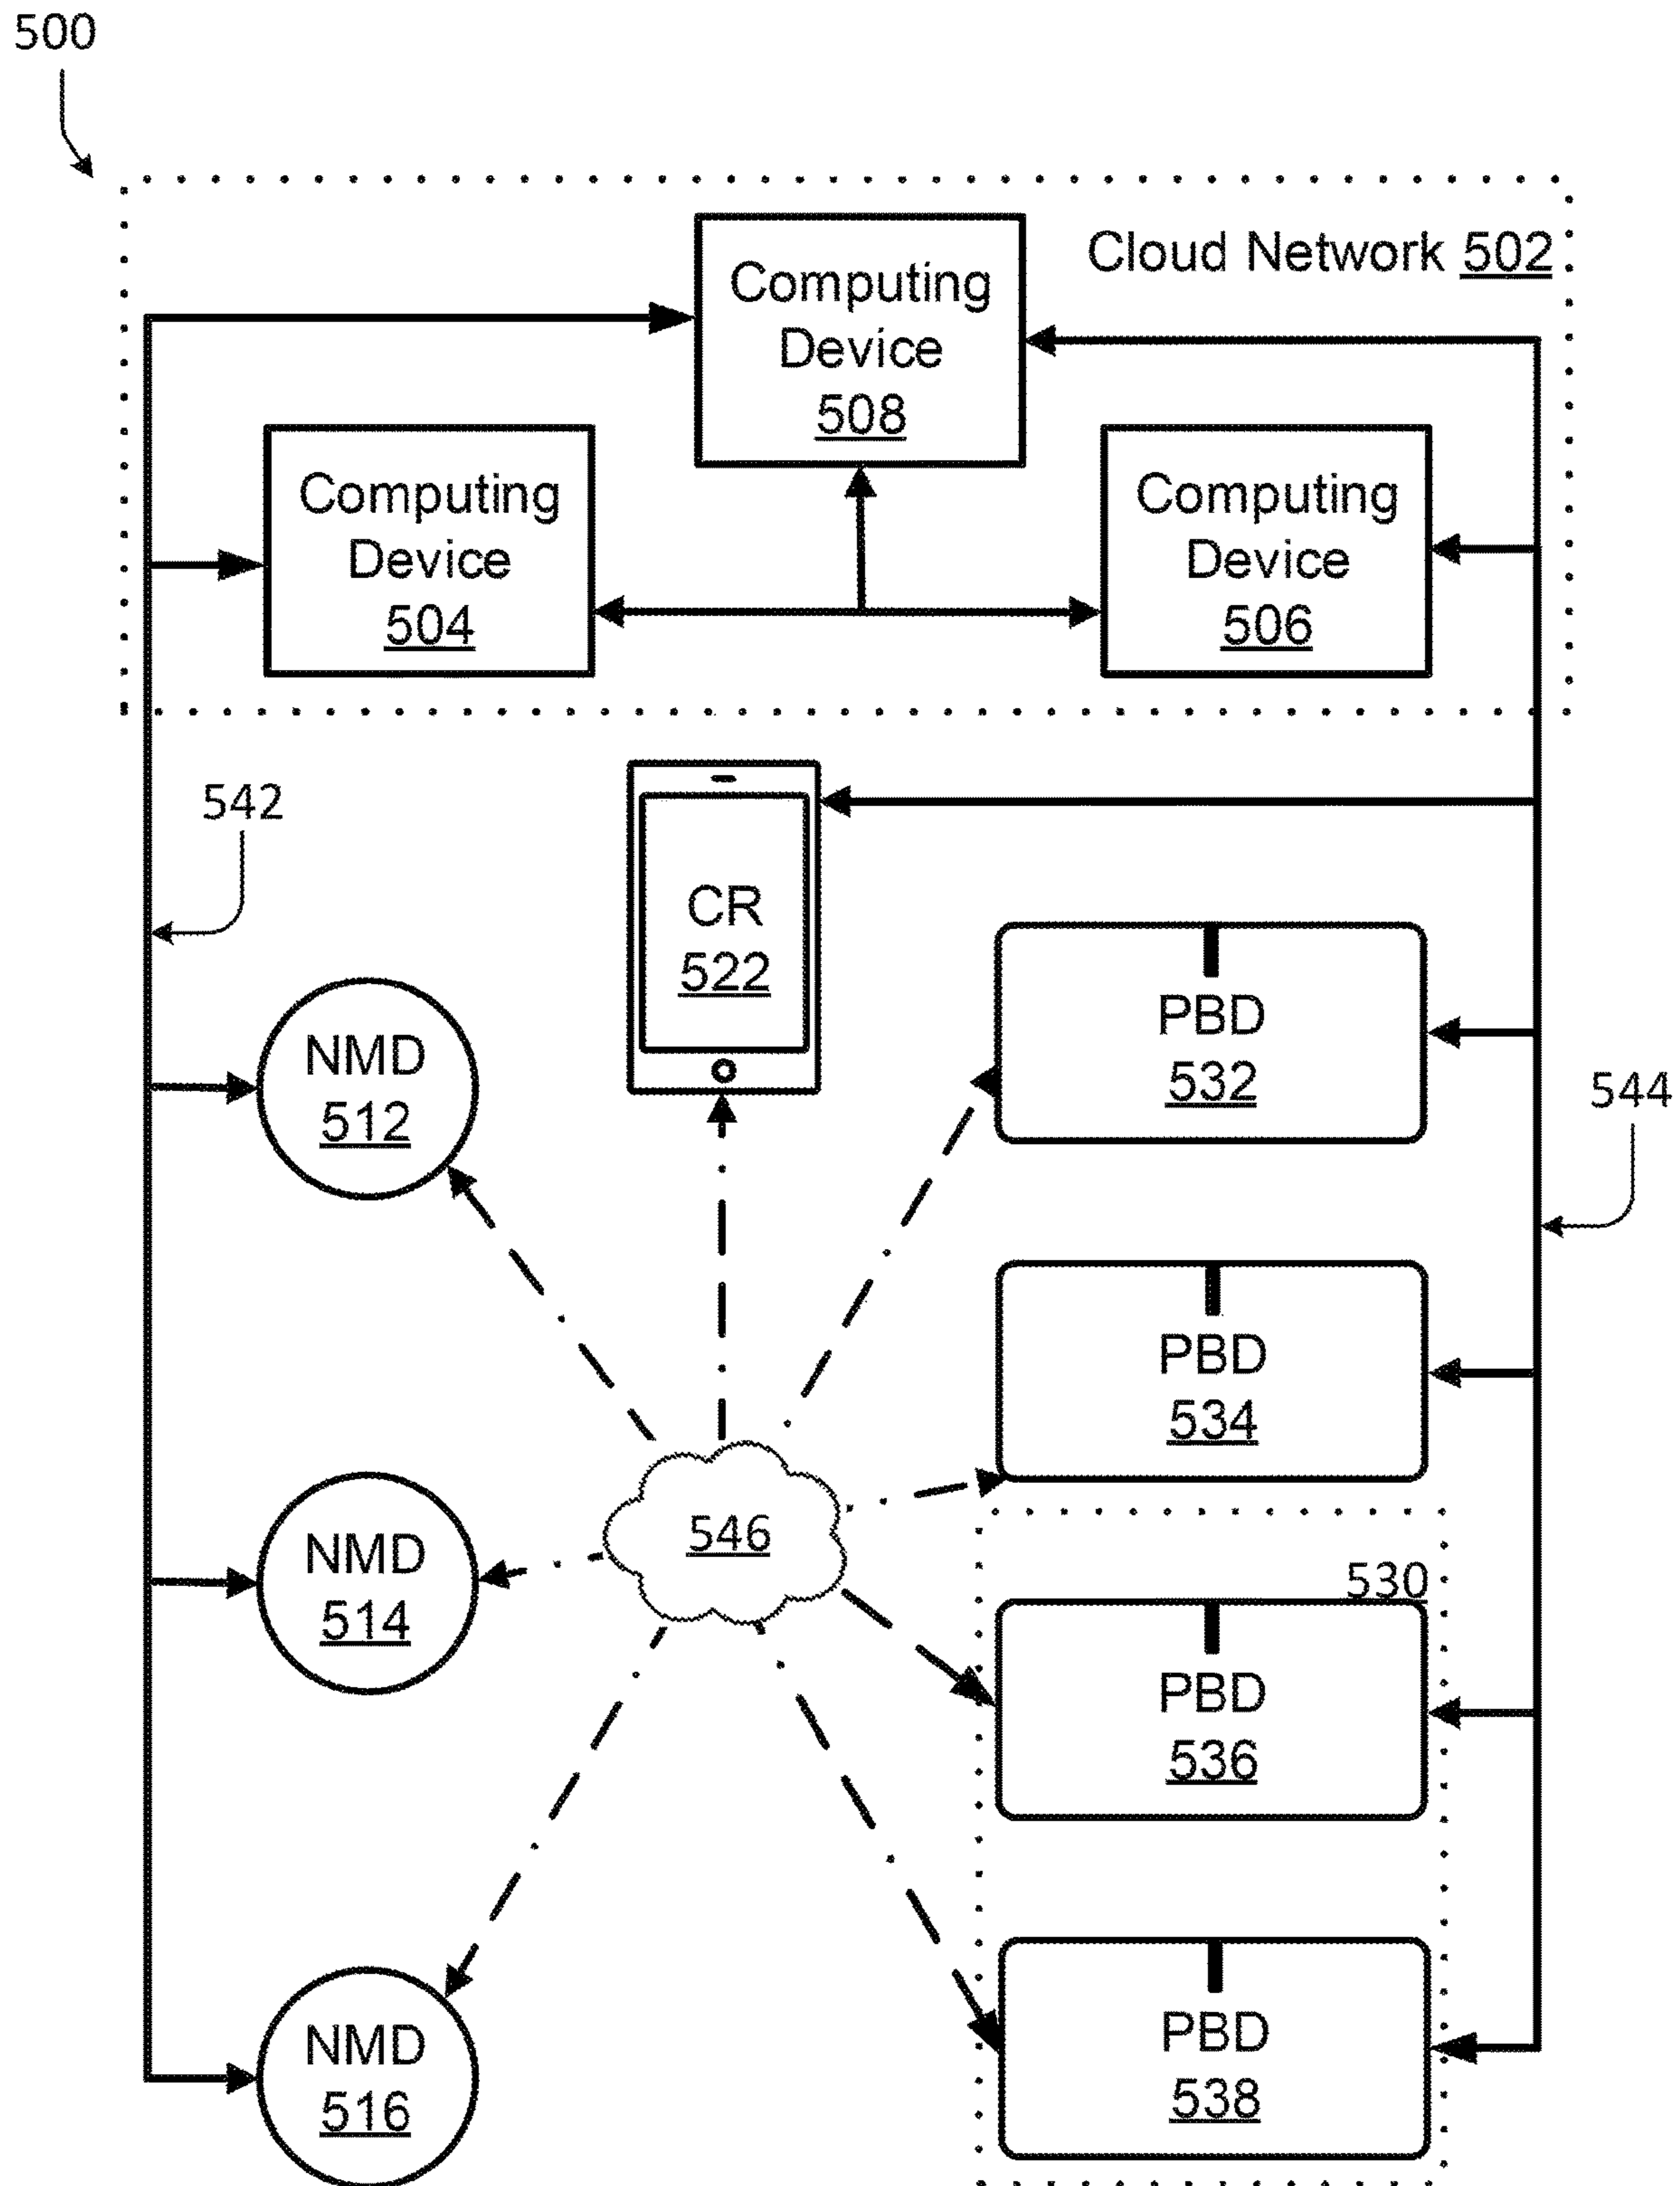 500
Cloud Network 502
Computing
Device
508
Computing
Device
504
Computing
Device
506
542
CR
522
NMD
512
PBD
532
544
PBD
534
546
NMD
514
530
PBD
536
NMD
516
PBD
538